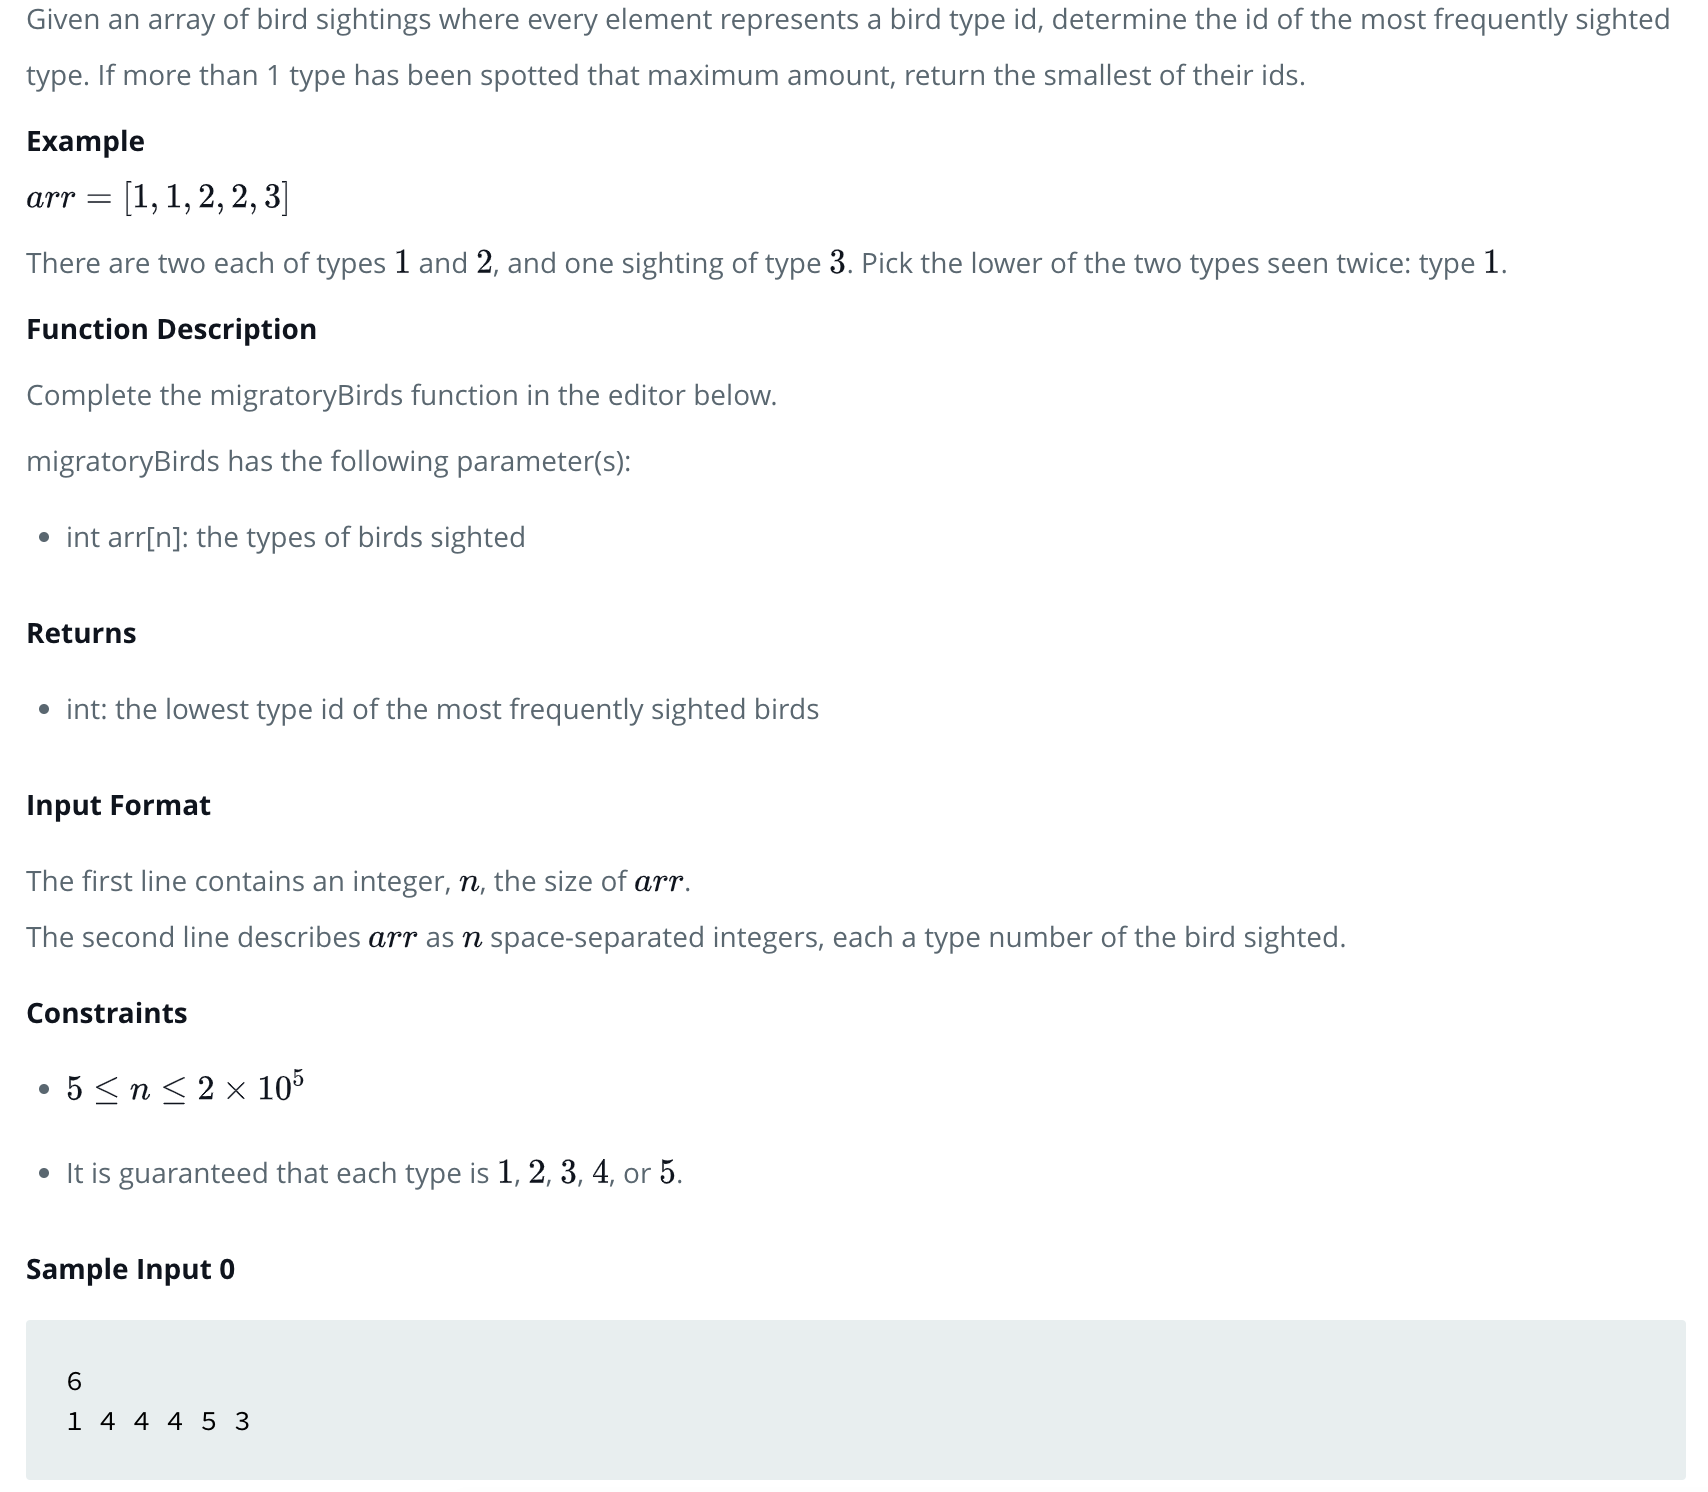 Given an array of bird sightings where every element represents a bird type id, determine the id of the most frequently sighted
type. If more than 1 type has been spotted that maximum amount, return the smallest of their ids.
Example
arr = [1, 1, 2, 2, 3]
There are two each of types 1 and 2, and one sighting of type 3. Pick the lower of the two types seen twice: type 1.
Function Description
Complete the migratoryBirds function in the editor below.
migratoryBirds has the following parameter(s):
• int arr[n]: the types of birds sighted
Returns
• int: the lowest type id of the most frequently sighted birds
Input Format
The first line contains an integer, n, the size of arr.
The second line describes arr as n space-separated integers, each a type number of the bird sighted.
Constraints
• 5 ≤ n ≤ 2 × 10⁵
• It is guaranteed that each type is 1, 2, 3, 4, or 5.
Sample Input 0
6
1 4 4 4 5 3